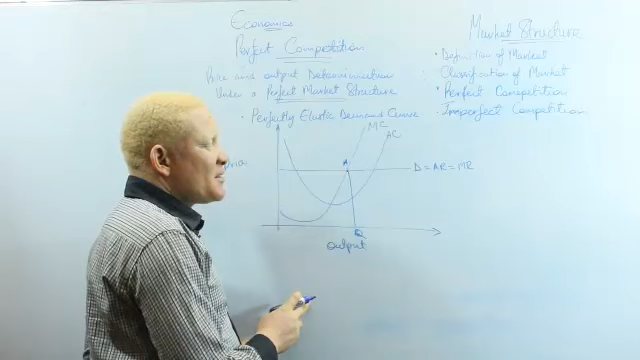 Economics
Perfect Competition
Price and output Determination
Under a Perfect Market Structure
• Perfectly Elastic Demand Curve
MC
AC
Price
A
D = AR = MR
Q
output
Market Structure
• Definition of Market
• Classification of Market
• Perfect Competition
• Imperfect Competition